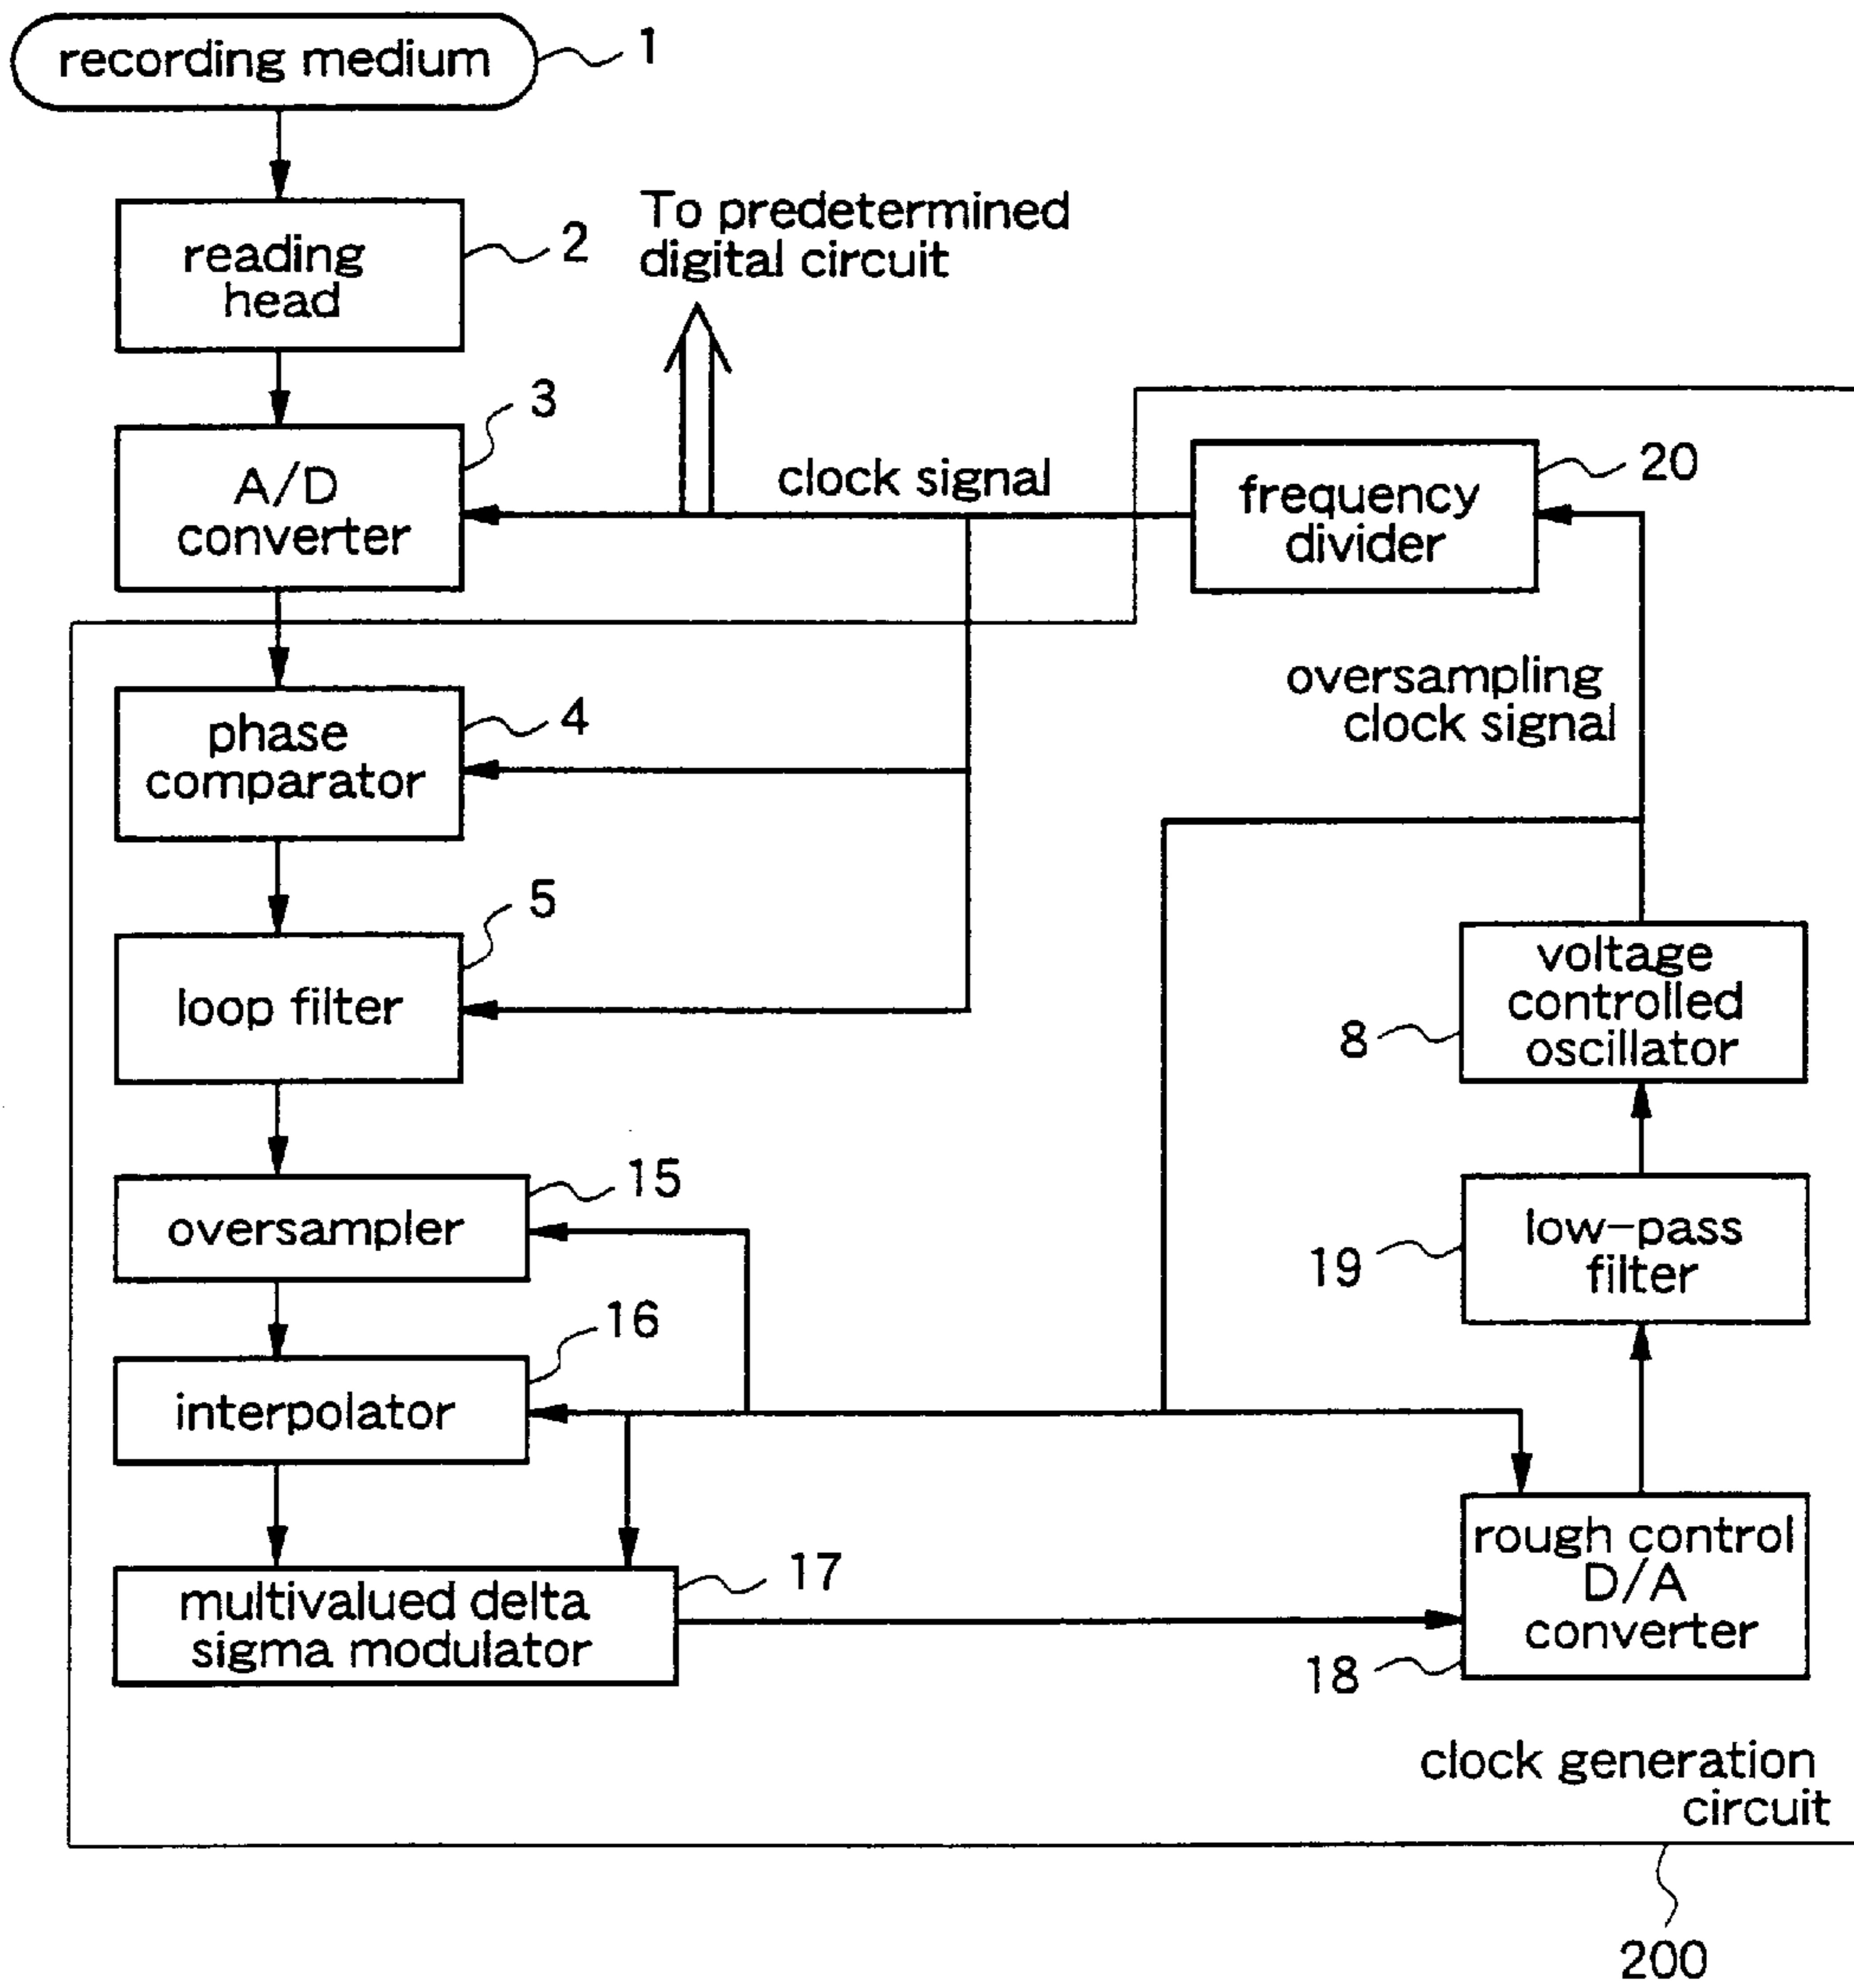 recording medium
1
reading
head
2
To predetermined
digital circuit
A/D
converter
3
clock signal
frequency
divider
20
phase
comparator
4
oversampling
clock signal
loop filter
5
voltage
controlled
oscillator
8
oversampler
15
low-pass
filter
19
interpolator
16
multivalued delta
sigma modulator
17
rough control
D/A
converter
18
clock generation
circuit
200